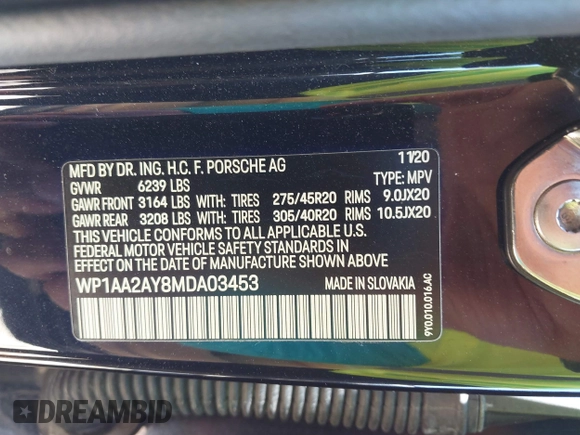 MFD BY DR. ING. H.C. F. PORSCHE AG 11/20
GVWR 6239 LBS TYPE: MPV
GAWR FRONT 3164 LBS WITH: TIRES 275/45R20 RIMS 9.0JX20
GAWR REAR 3208 LBS WITH: TIRES 305/40R20 RIMS 10.5JX20
THIS VEHICLE CONFORMS TO ALL APPLICABLE U.S.
FEDERAL MOTOR VEHICLE SAFETY STANDARDS IN
EFFECT ON THE DATE OF MANUFACTURE SHOWN ABOVE
WP1AA2AY8MDA03453 MADE IN SLOVAKIA
9Y0.010.016.AC
DREAMBID